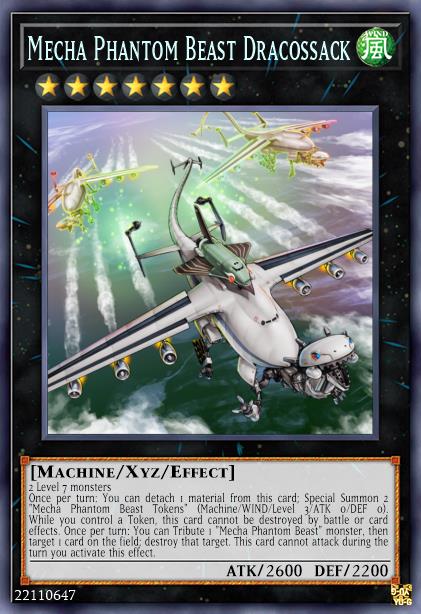 Mecha Phantom Beast Dracossack
WIND
風
[Machine/Xyz/Effect]
2 Level 7 monsters
Once per turn: You can detach 1 material from this card; Special Summon 2
"Mecha Phantom Beast Tokens" (Machine/WIND/Level 3/ATK 0/DEF 0).
While you control a Token, this card cannot be destroyed by battle or card
effects. Once per turn: You can Tribute 1 "Mecha Phantom Beast" monster, then
target 1 card on the field; destroy that target. This card cannot attack during the
turn you activate this effect.
ATK/2600 DEF/2200
22110647